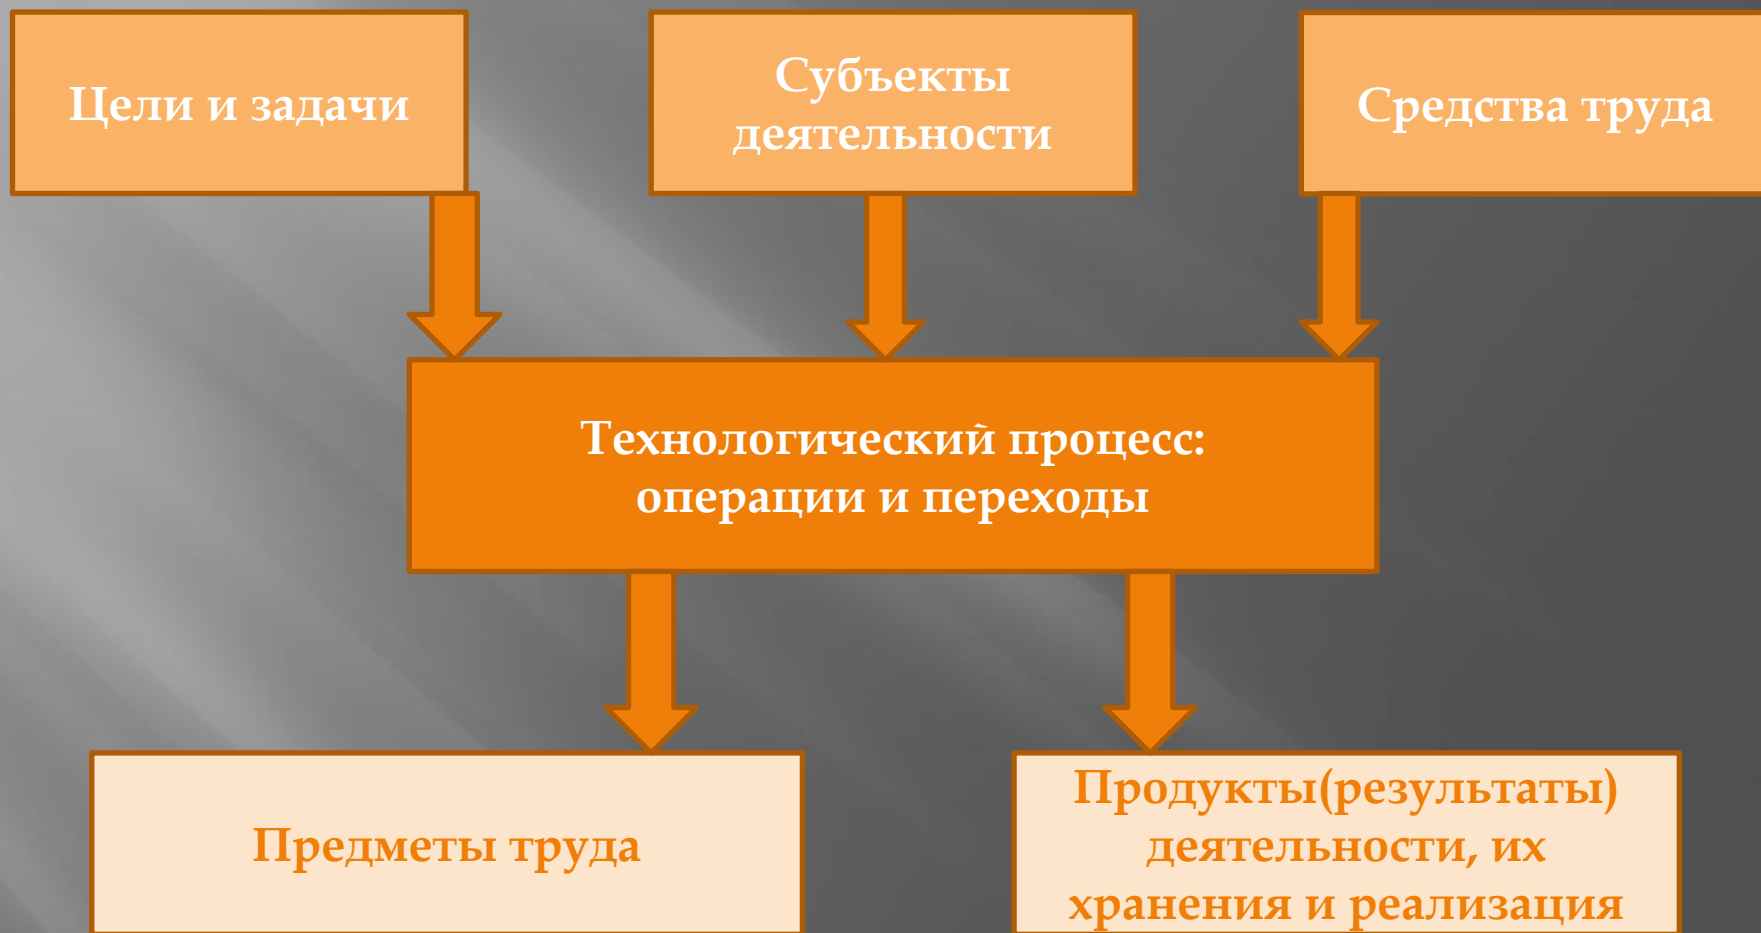 Цели и задачи
Субъекты
деятельности
Средства труда
Технологический процесс:
операции и переходы
Предметы труда
Продукты(результаты)
деятельности, их
хранения и реализация